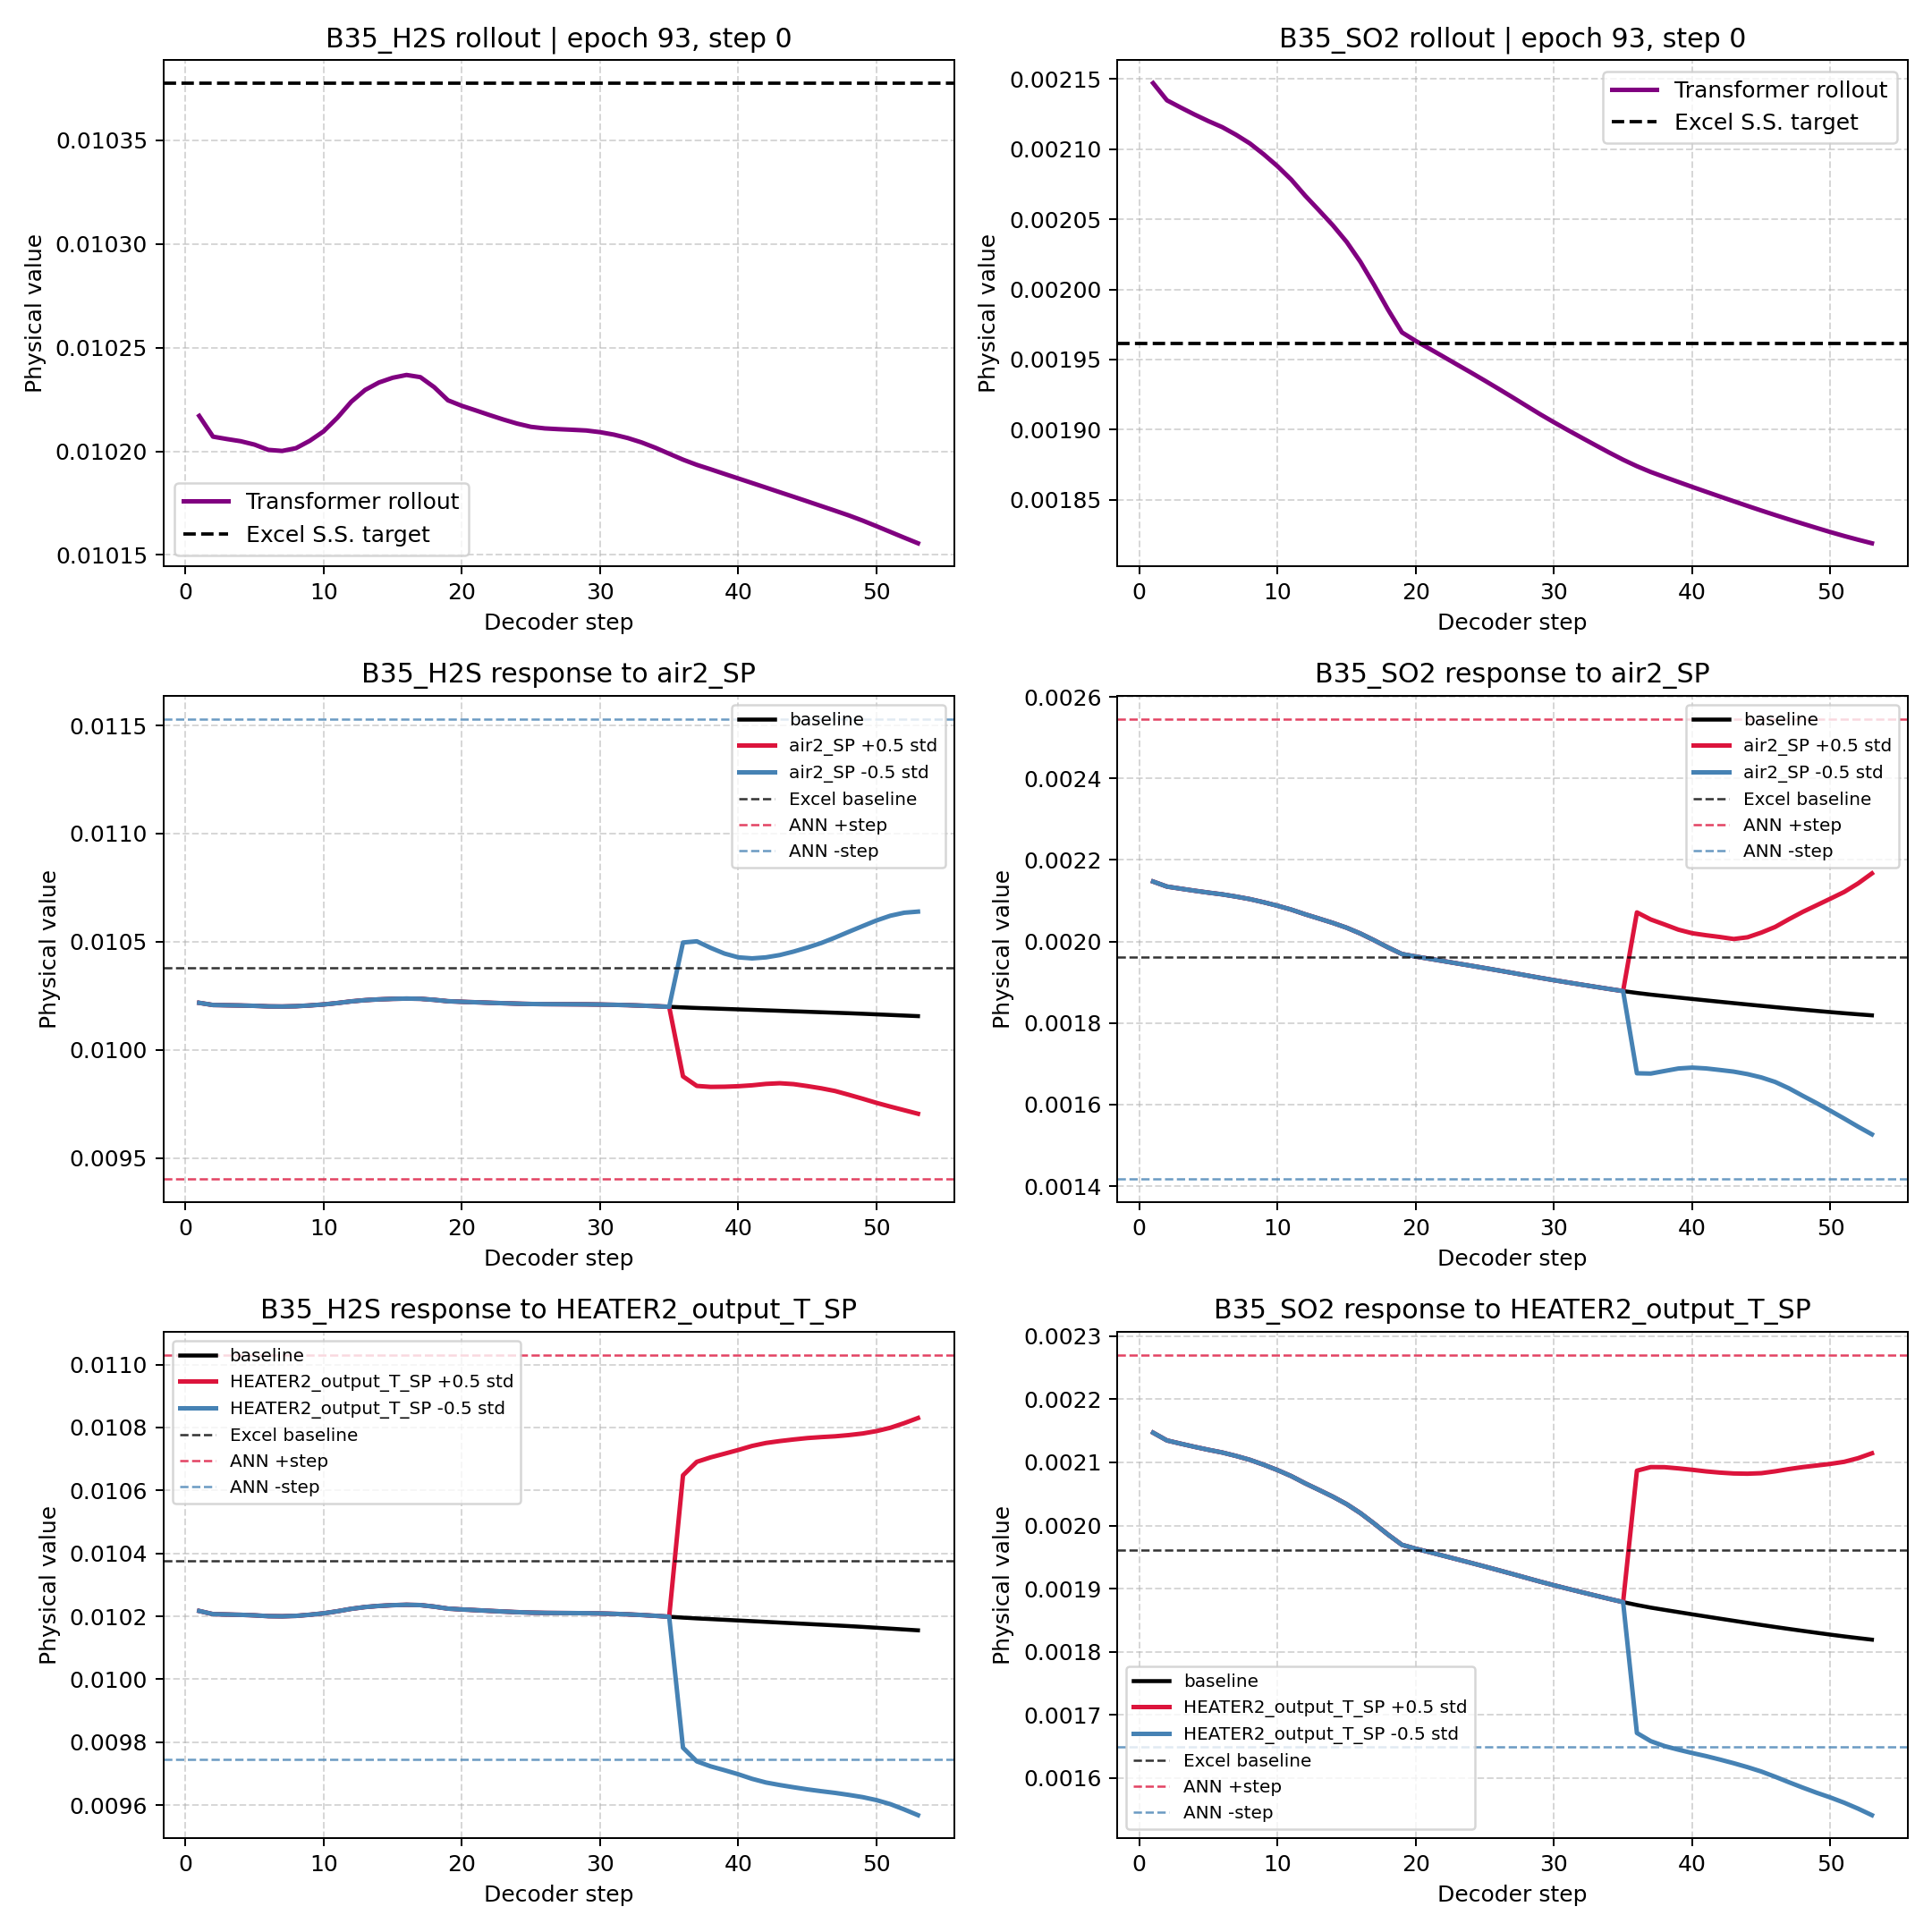 B35_H2S rollout | epoch 93, step 0
Physical value
0.01035
0.01030
0.01025
0.01020
0.01015
Transformer rollout
Excel S.S. target
0 10 20 30 40 50
Decoder step
B35_SO2 rollout | epoch 93, step 0
Physical value
0.00215
0.00210
0.00205
0.00200
0.00195
0.00190
0.00185
Transformer rollout
Excel S.S. target
0 10 20 30 40 50
Decoder step
B35_H2S response to air2_SP
Physical value
0.0115
0.0110
0.0105
0.0100
0.0095
baseline
air2_SP +0.5 std
air2_SP -0.5 std
Excel baseline
ANN +step
ANN -step
0 10 20 30 40 50
Decoder step
B35_SO2 response to air2_SP
Physical value
0.0026
0.0024
0.0022
0.0020
0.0018
0.0016
0.0014
baseline
air2_SP +0.5 std
air2_SP -0.5 std
Excel baseline
ANN +step
ANN -step
0 10 20 30 40 50
Decoder step
B35_H2S response to HEATER2_output_T_SP
Physical value
0.0110
0.0108
0.0106
0.0104
0.0102
0.0100
0.0098
0.0096
baseline
HEATER2_output_T_SP +0.5 std
HEATER2_output_T_SP -0.5 std
Excel baseline
ANN +step
ANN -step
0 10 20 30 40 50
Decoder step
B35_SO2 response to HEATER2_output_T_SP
Physical value
0.0023
0.0022
0.0021
0.0020
0.0019
0.0018
0.0017
0.0016
baseline
HEATER2_output_T_SP +0.5 std
HEATER2_output_T_SP -0.5 std
Excel baseline
ANN +step
ANN -step
0 10 20 30 40 50
Decoder step